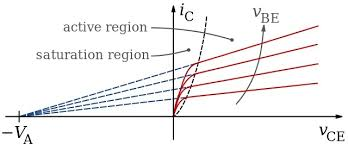 i_C
active region
v_BE
saturation region
−V_A
v_CE